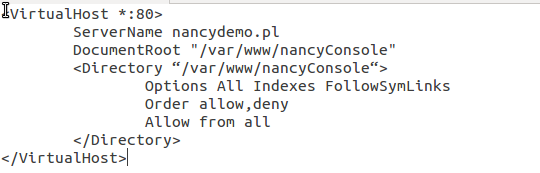 <VirtualHost *:80>
ServerName nancydemo.pl
DocumentRoot "/var/www/nancyConsole"
<Directory “/var/www/nancyConsole“>
Options All Indexes FollowSymLinks
Order allow,deny
Allow from all
</Directory>
</VirtualHost>